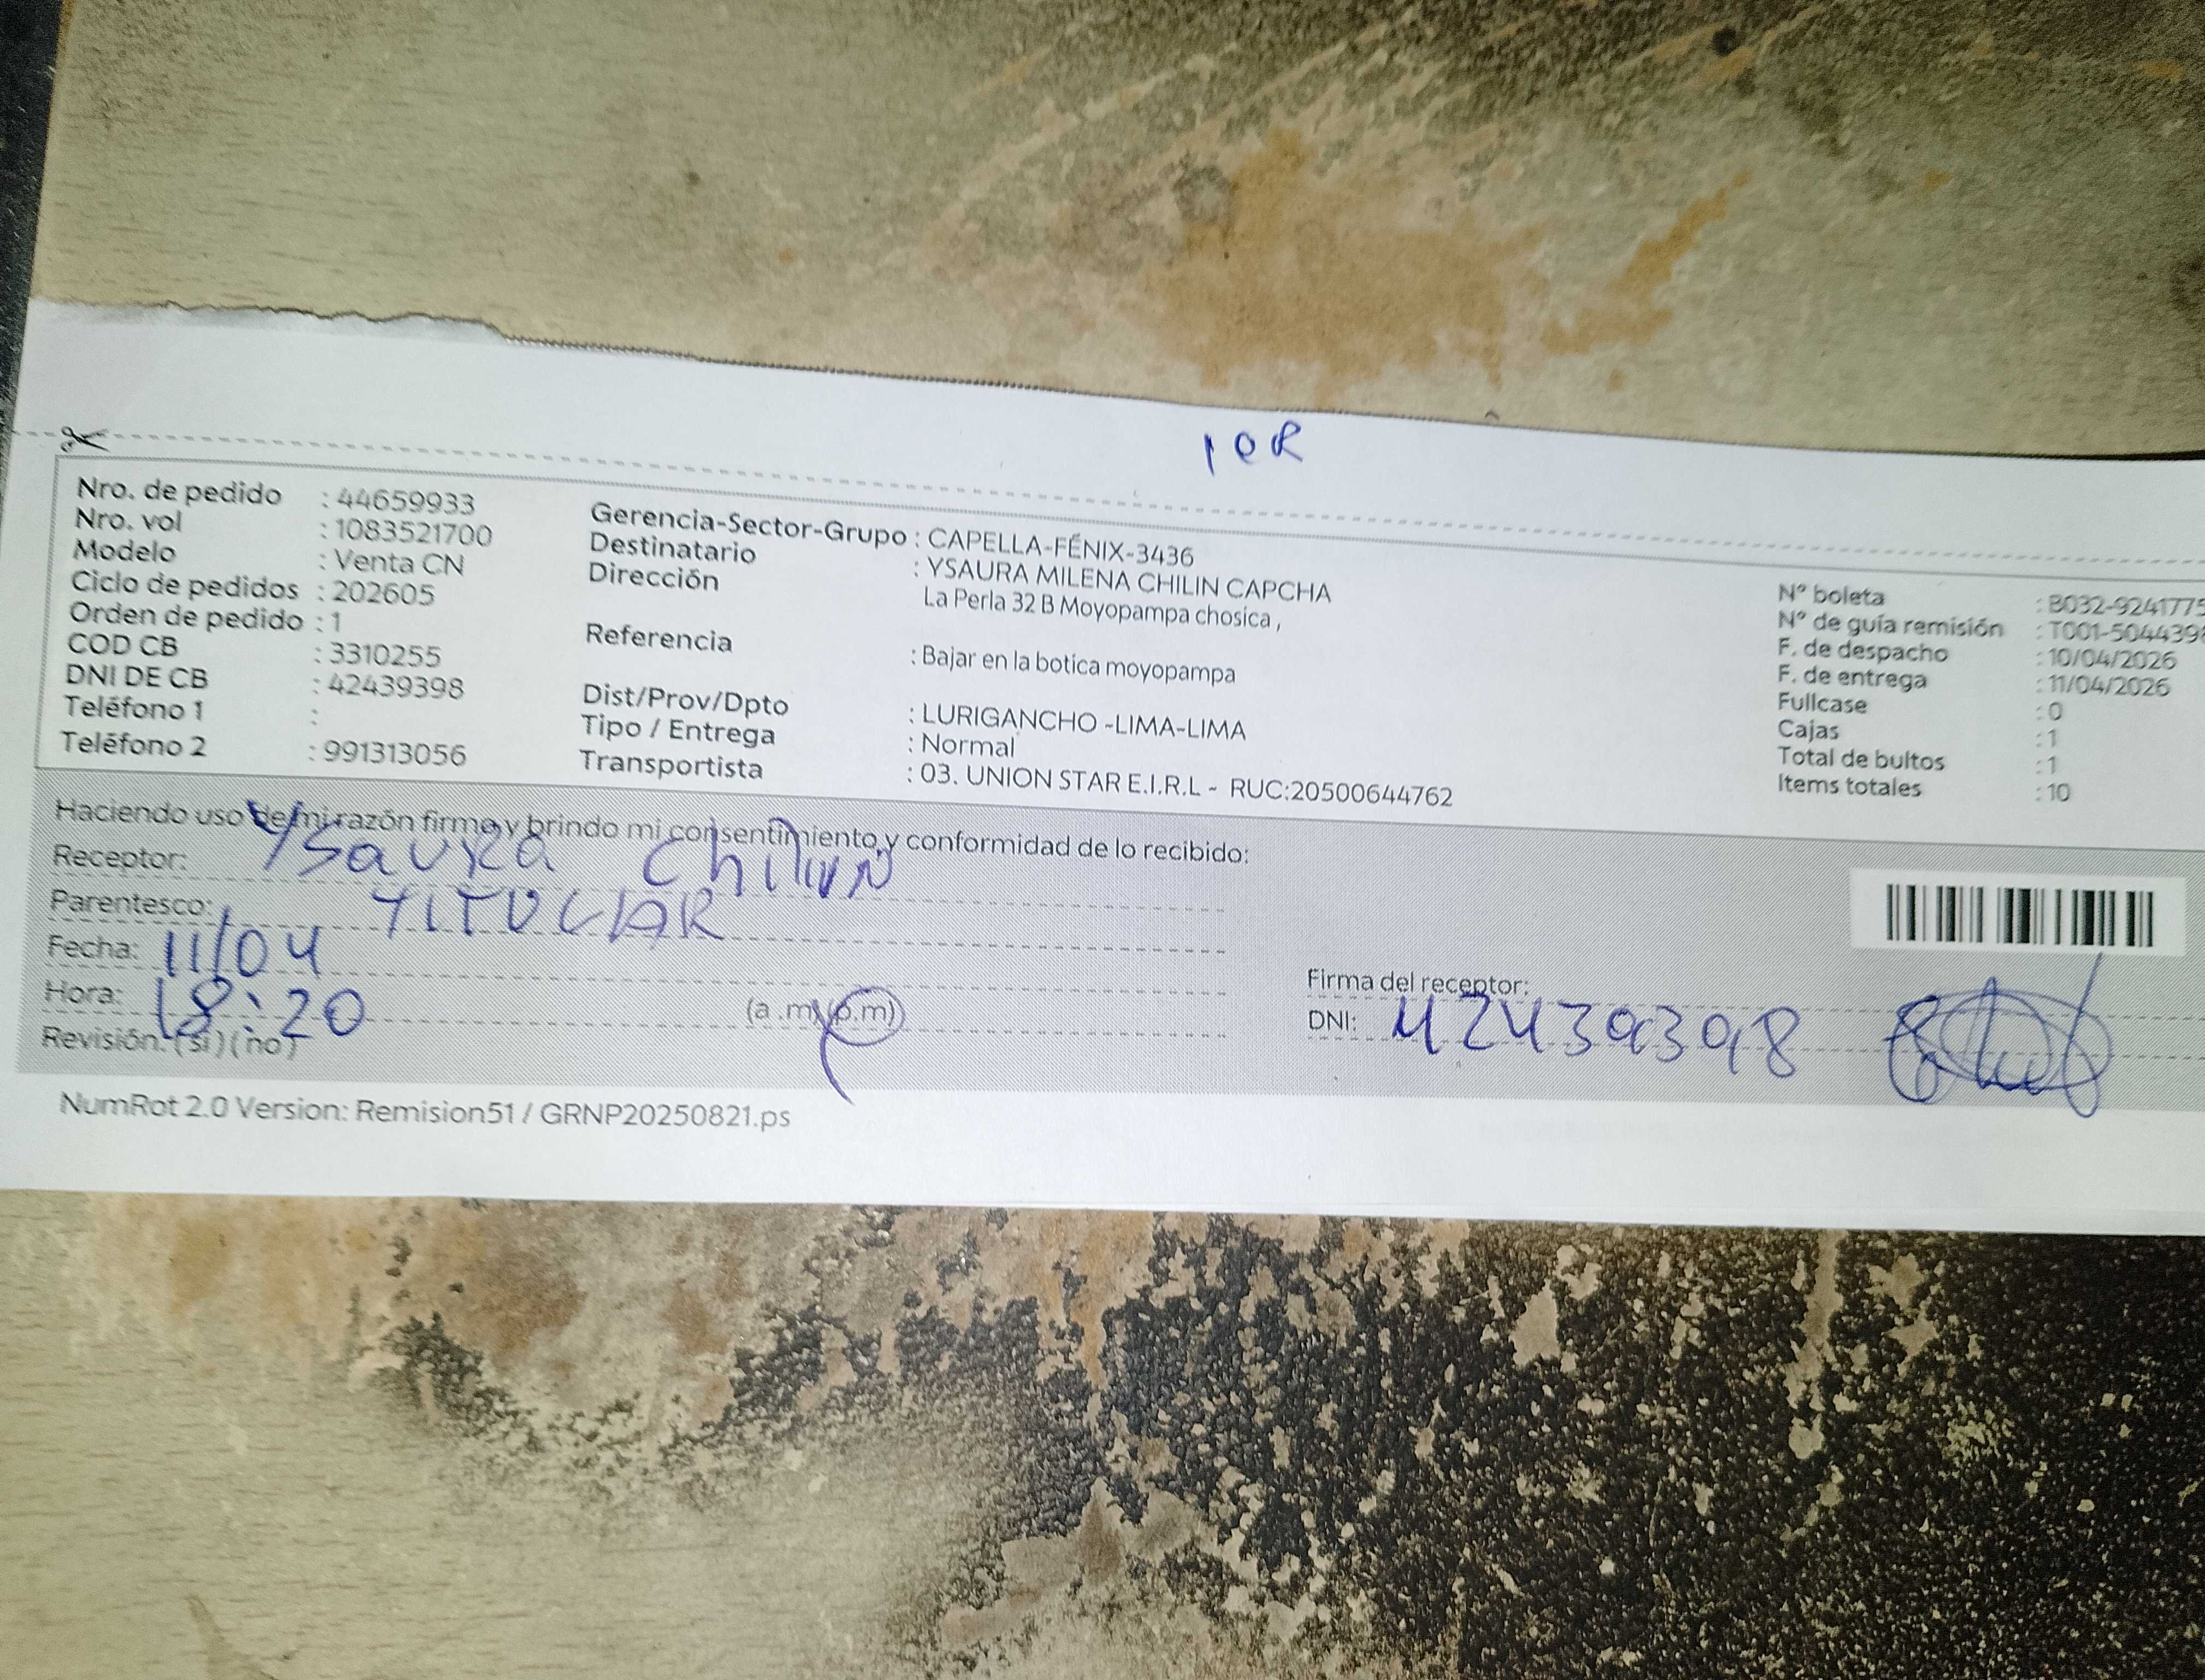 1 e R
Nro. de pedido : 44659933
Nro. vol : 1083521700
Modelo : Venta CN
Ciclo de pedidos : 202605
Orden de pedido : 1
COD CB : 3310255
DNI DE CB : 42439398
Teléfono 1 :
Teléfono 2 : 991313056
Gerencia-Sector-Grupo : CAPELLA-FÉNIX-3436
Destinatario : YSAURA MILENA CHILIN CAPCHA
Dirección La Perla 32 B Moyopampa chosica ,
Referencia : Bajar en la botica moyopampa
Dist/Prov/Dpto : LURIGANCHO -LIMA-LIMA
Tipo / Entrega : Normal
Transportista : 03. UNION STAR E.I.R.L - RUC:20500644762
N° boleta : B032-9241775
N° de guía remisión : T001-5044398
F. de despacho : 10/04/2026
F. de entrega : 11/04/2026
Fullcase : 0
Cajas : 1
Total de bultos : 1
Items totales : 10
Haciendo uso de mi razón firmo y brindo mi consentimiento y conformidad de lo recibido:
Receptor: Ysaura Chilin
Parentesco: TITULAR
Fecha: 11/04
Hora: 18:20 (a .m) (p.m)
Revisión: (si) (no)
Firma del receptor:
DNI: 42439398
NumRot 2.0 Version: Remision51 / GRNP20250821.ps